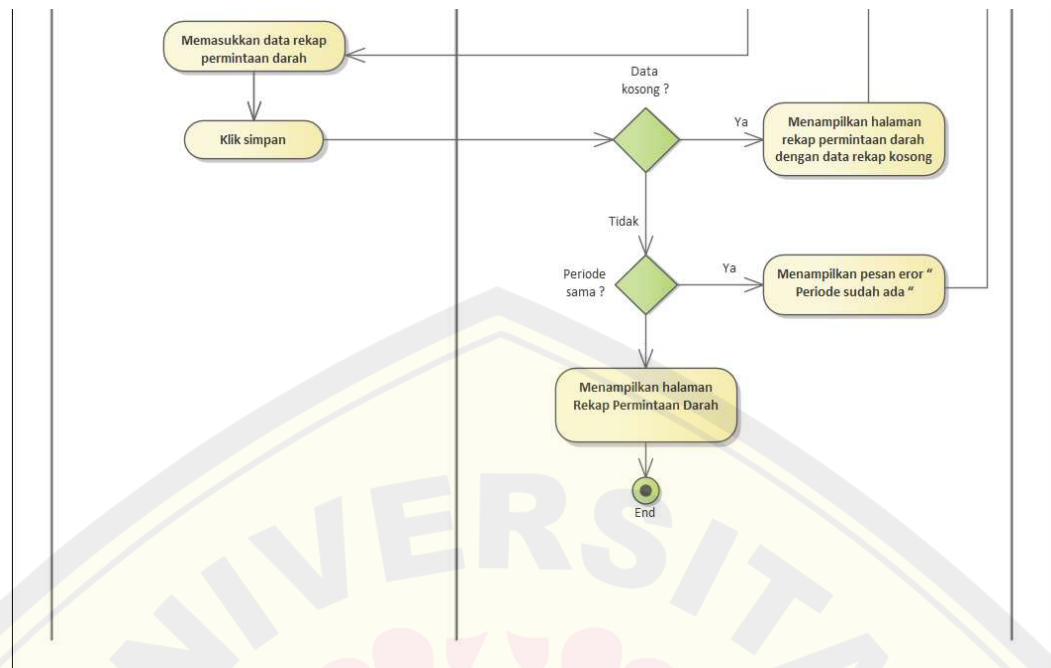 Memasukkan data rekap
permintaan darah
Klik simpan
Data
kosong ?
Ya
Menampilkan halaman
rekap permintaan darah
dengan data rekap kosong
Tidak
Periode
sama ?
Ya
Menampilkan pesan eror “
Periode sudah ada “
Menampilkan halaman
Rekap Permintaan Darah
End
NIVERSITA